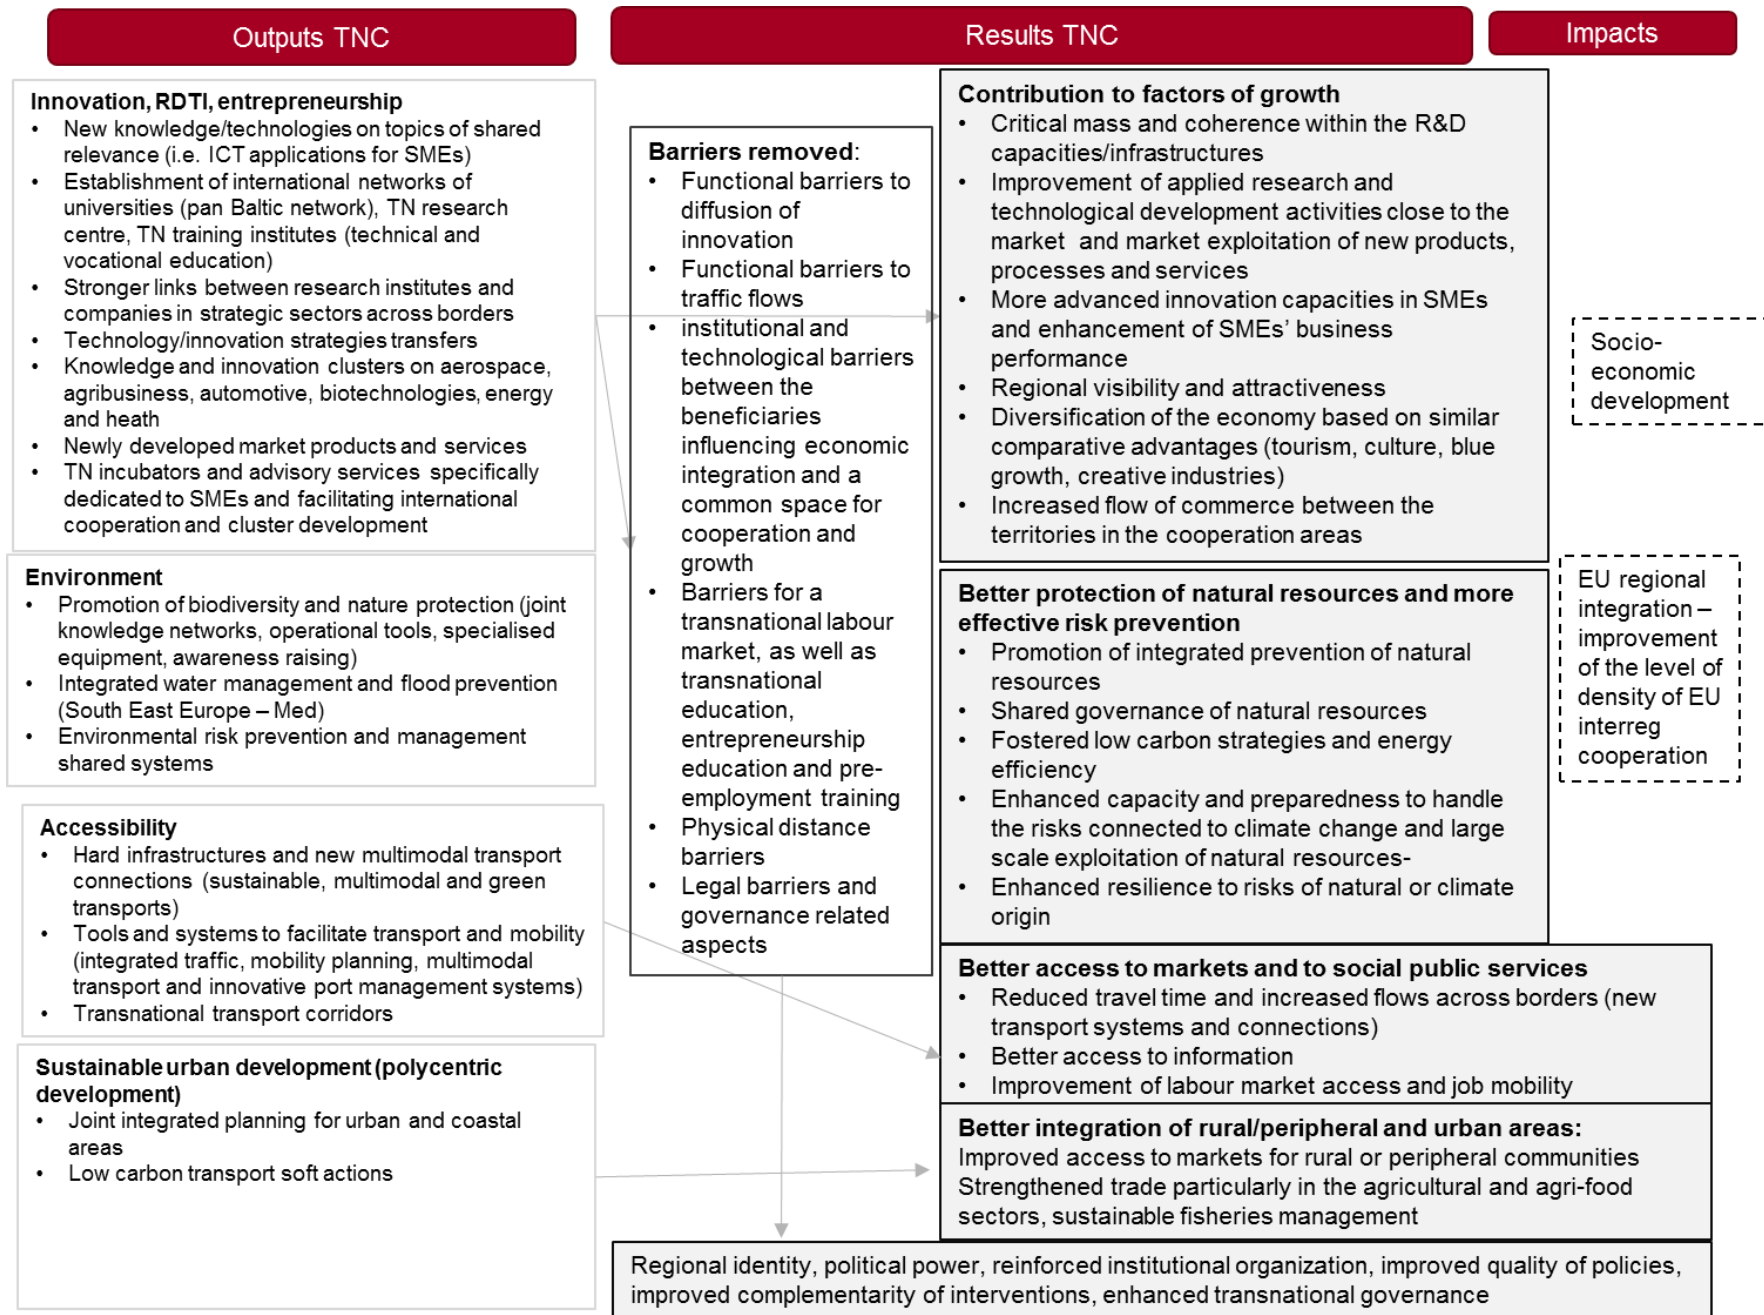 Outputs TNC
Results TNC
Impacts
Innovation, RDTI, entrepreneurship
• New knowledge/technologies on topics of shared
relevance (i.e. ICT applications for SMEs)
• Establishment of international networks of
universities (pan Baltic network), TN research
centre, TN training institutes (technical and
vocational education)
• Stronger links between research institutes and
companies in strategic sectors across borders
• Technology/innovation strategies transfers
• Knowledge and innovation clusters on aerospace,
agribusiness, automotive, biotechnologies, energy
and heath
• Newly developed market products and services
• TN incubators and advisory services specifically
dedicated to SMEs and facilitating international
cooperation and cluster development
Environment
• Promotion of biodiversity and nature protection (joint
knowledge networks, operational tools, specialised
equipment, awareness raising)
• Integrated water management and flood prevention
(South East Europe – Med)
• Environmental risk prevention and management
shared systems
Accessibility
• Hard infrastructures and new multimodal transport
connections (sustainable, multimodal and green
transports)
• Tools and systems to facilitate transport and mobility
(integrated traffic, mobility planning, multimodal
transport and innovative port management systems)
• Transnational transport corridors
Sustainable urban development (polycentric
development)
• Joint integrated planning for urban and coastal
areas
• Low carbon transport soft actions
Barriers removed:
• Functional barriers to
diffusion of
innovation
• Functional barriers to
traffic flows
• institutional and
technological barriers
between the
beneficiaries
influencing economic
integration and a
common space for
cooperation and
growth
• Barriers for a
transnational labour
market, as well as
transnational
education,
entrepreneurship
education and pre-
employment training
• Physical distance
barriers
• Legal barriers and
governance related
aspects
Contribution to factors of growth
• Critical mass and coherence within the R&D
capacities/infrastructures
• Improvement of applied research and
technological development activities close to the
market and market exploitation of new products,
processes and services
• More advanced innovation capacities in SMEs
and enhancement of SMEs’ business
performance
• Regional visibility and attractiveness
• Diversification of the economy based on similar
comparative advantages (tourism, culture, blue
growth, creative industries)
• Increased flow of commerce between the
territories in the cooperation areas
Better protection of natural resources and more
effective risk prevention
• Promotion of integrated prevention of natural
resources
• Shared governance of natural resources
• Fostered low carbon strategies and energy
efficiency
• Enhanced capacity and preparedness to handle
the risks connected to climate change and large
scale exploitation of natural resources-
• Enhanced resilience to risks of natural or climate
origin
Better access to markets and to social public services
• Reduced travel time and increased flows across borders (new
transport systems and connections)
• Better access to information
• Improvement of labour market access and job mobility
Better integration of rural/peripheral and urban areas:
Improved access to markets for rural or peripheral communities
Strengthened trade particularly in the agricultural and agri-food
sectors, sustainable fisheries management
Regional identity, political power, reinforced institutional organization, improved quality of policies,
improved complementarity of interventions, enhanced transnational governance
Socio-
economic
development
EU regional
integration –
improvement
of the level of
density of EU
interreg
cooperation